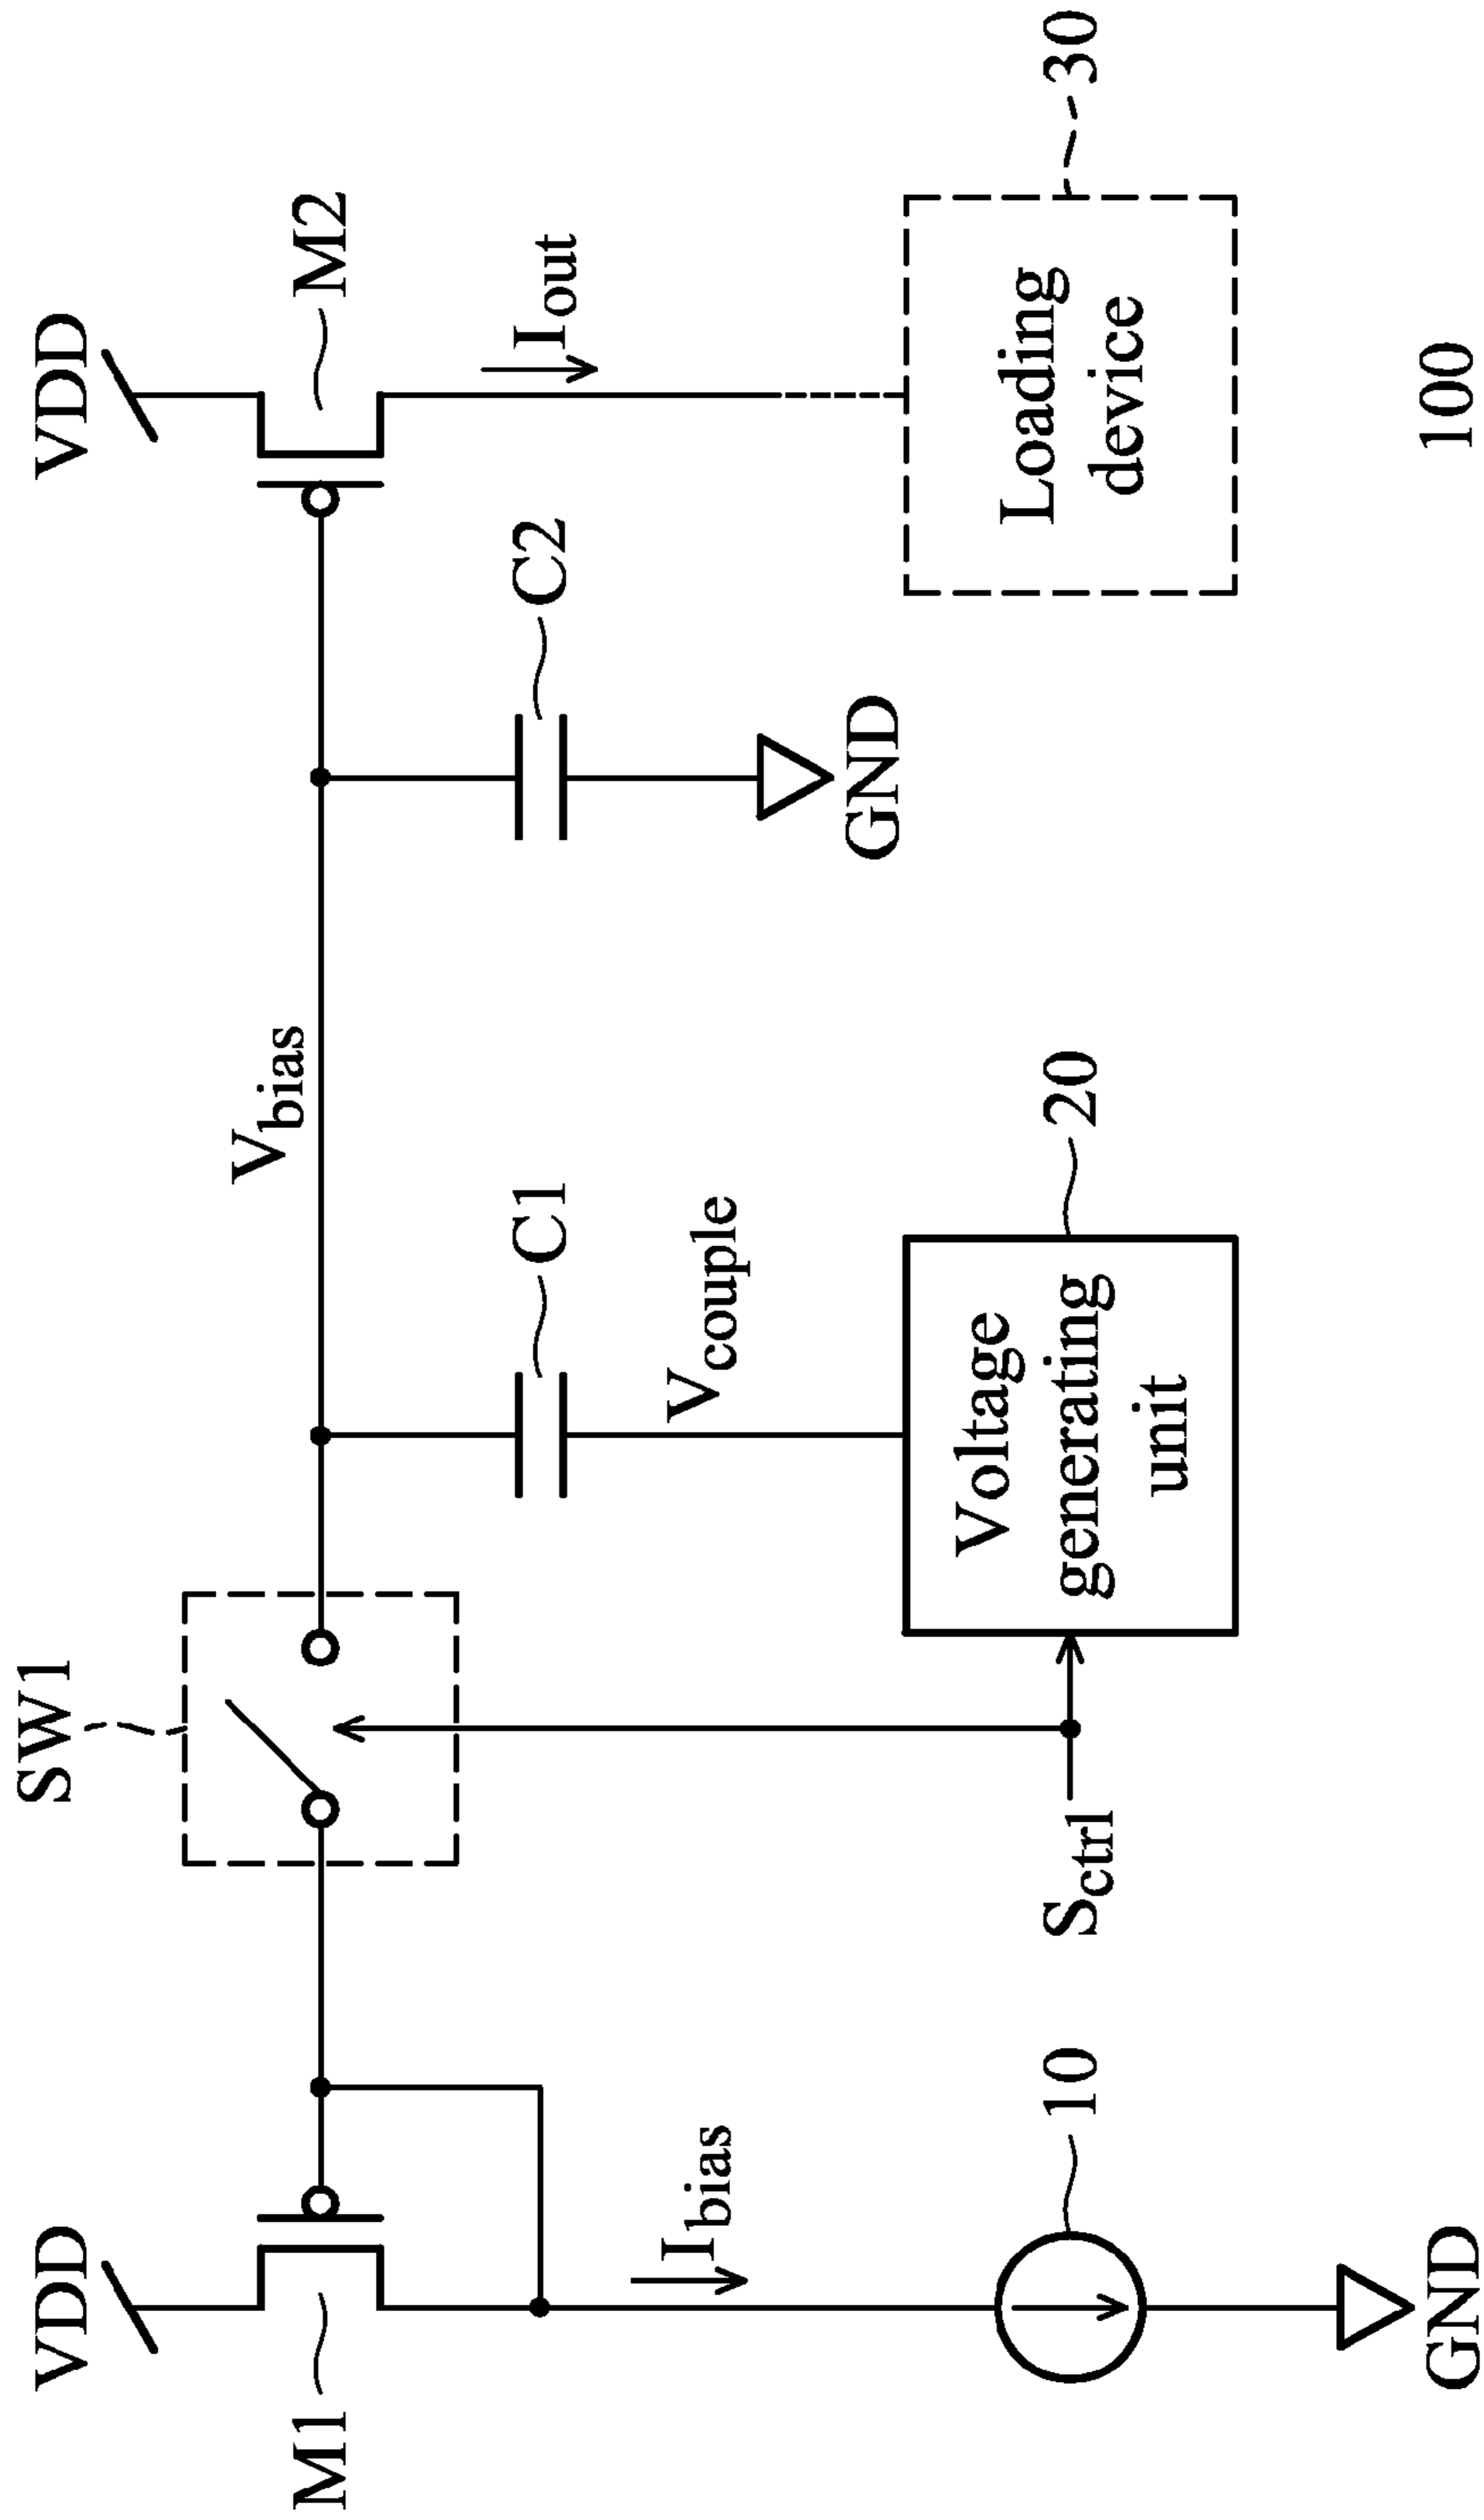 SW1
VDD
VDD
M1
M2
Vbias
C1
C2
Ibias
Vcouple
Iout
GND
10
Sctrl
Voltage
generating
unit
20
Loading
device
30
GND
100